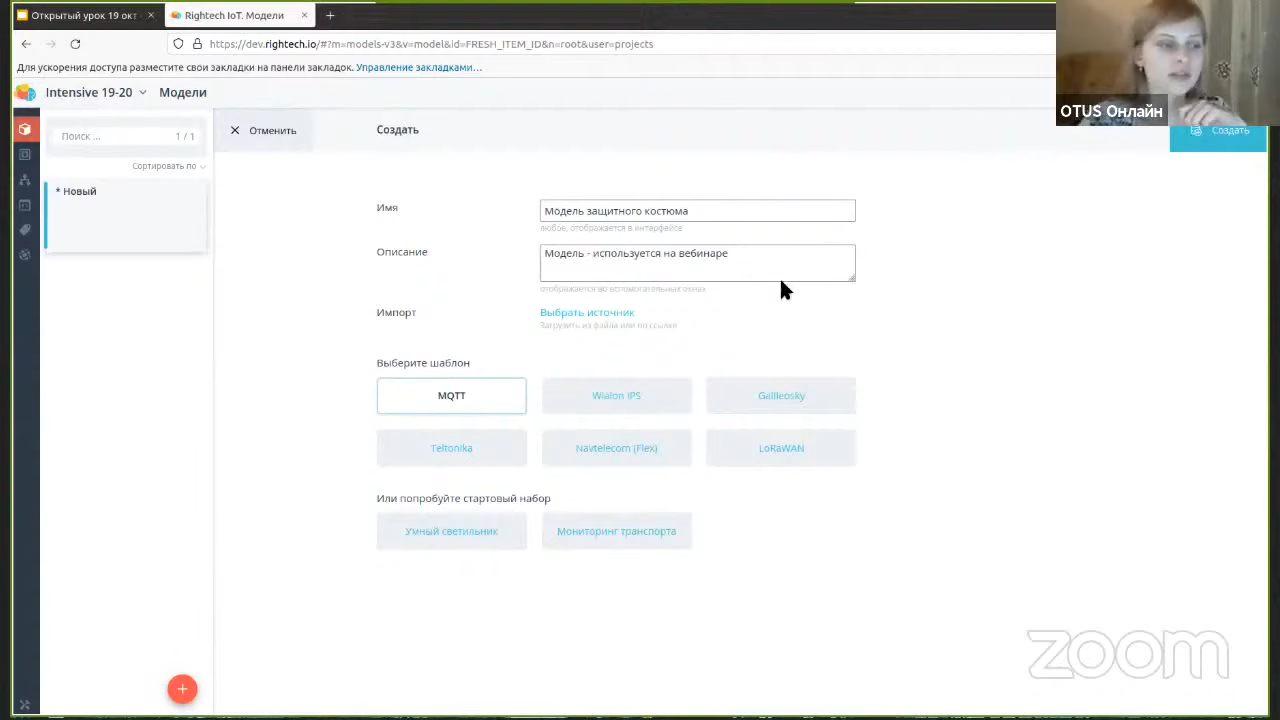 Открытый урок 19 окт
Rightech IoT. Модели
https://dev.rightech.io/#?m=models-v3&v=model&id=FRESH_ITEM_ID&n=root&user=projects
Для ускорения доступа разместите свои закладки на панели закладок. Управление закладками…
OTUS Онлайн
Intensive 19-20 Модели
Поиск ... 1 / 1
Отменить
Создать
Создать
Сортировать по
* Новый
Имя
Модель защитного костюма
любое, отображается в интерфейсе
Описание
Модель - используется на вебинаре
отображается во вспомогательных окнах
Импорт
Выбрать источник
Загрузить из файла или по ссылке
Выберите шаблон
MQTT
Wialon IPS
Galileosky
Teltonika
Navtelecom (Flex)
LoRaWAN
Или попробуйте стартовый набор
Умный светильник
Мониторинг транспорта
zoom